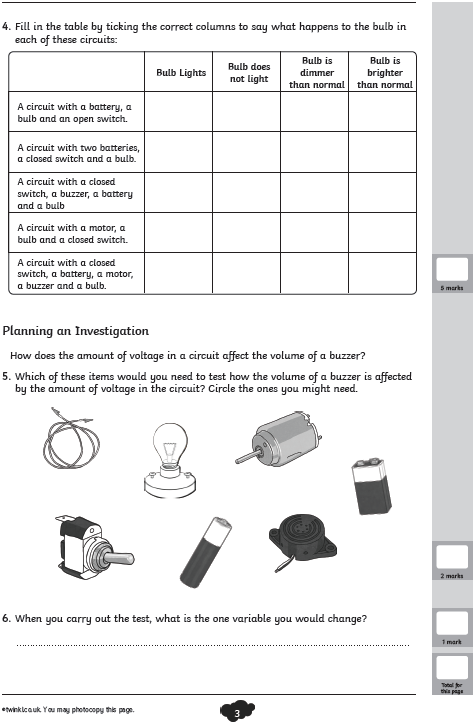 4. Fill in the table by ticking the correct columns to say what happens to the bulb in
each of these circuits:
Bulb Lights
Bulb does
not light
Bulb is
dimmer
than normal
Bulb is
brighter
than normal
A circuit with a battery, a
bulb and an open switch.
A circuit with two batteries,
a closed switch and a bulb.
A circuit with a closed
switch, a buzzer, a battery
and a bulb
A circuit with a motor, a
bulb and a closed switch.
A circuit with a closed
switch, a battery, a motor,
a buzzer and a bulb.
5 marks
Planning an Investigation
How does the amount of voltage in a circuit affect the volume of a buzzer?
5. Which of these items would you need to test how the volume of a buzzer is affected
by the amount of voltage in the circuit? Circle the ones you might need.
2 marks
6. When you carry out the test, what is the one variable you would change?
1 mark
Total for
this page
©twinkl.co.uk. You may photocopy this page.
3